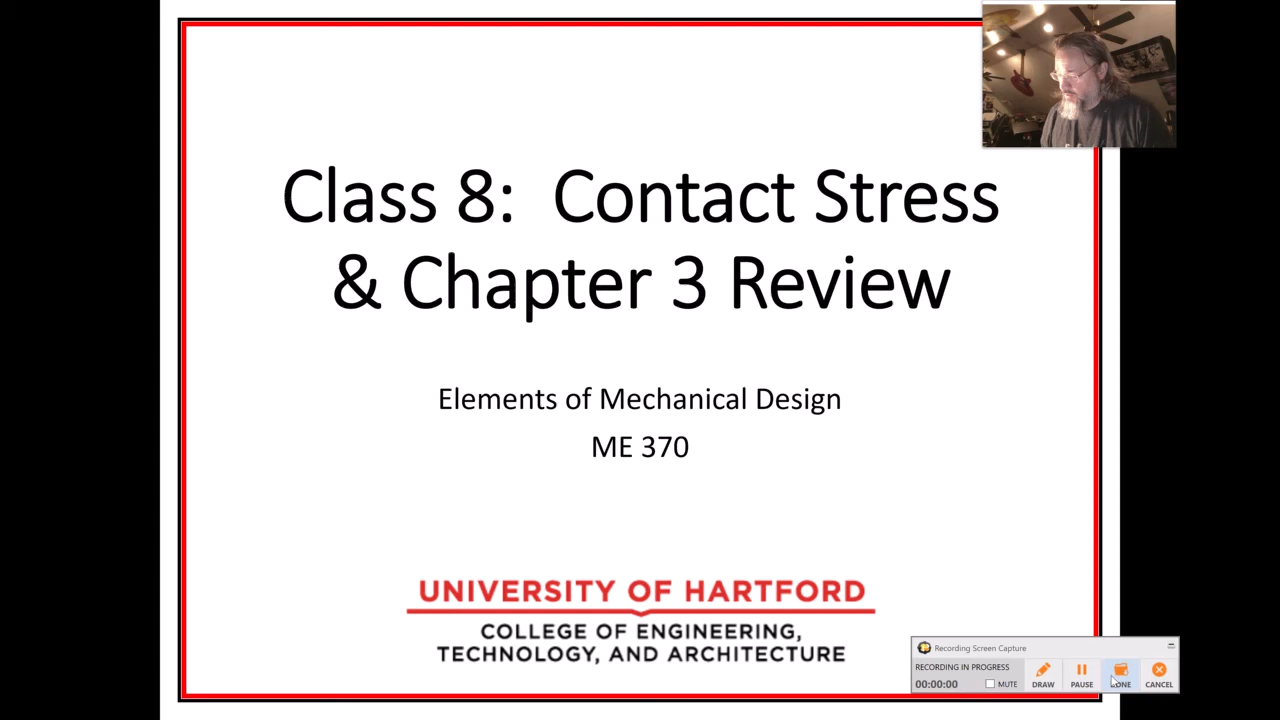 Class 8:  Contact Stress
& Chapter 3 Review
Elements of Mechanical Design
ME 370
UNIVERSITY OF HARTFORD
COLLEGE OF ENGINEERING,
TECHNOLOGY, AND ARCHITECTURE
Recording Screen Capture
RECORDING IN PROGRESS
00:00:00
MUTE
DRAW
PAUSE
DONE
CANCEL